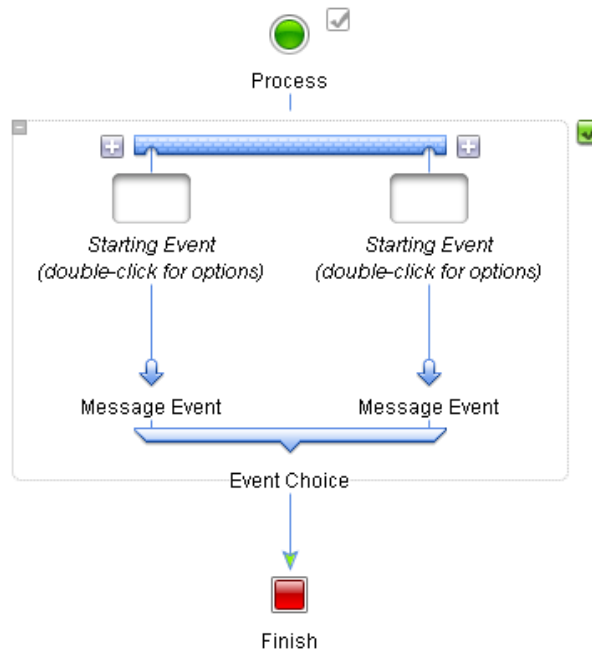 Process
Starting Event
(double-click for options)
Starting Event
(double-click for options)
Message Event
Message Event
Event Choice
Finish